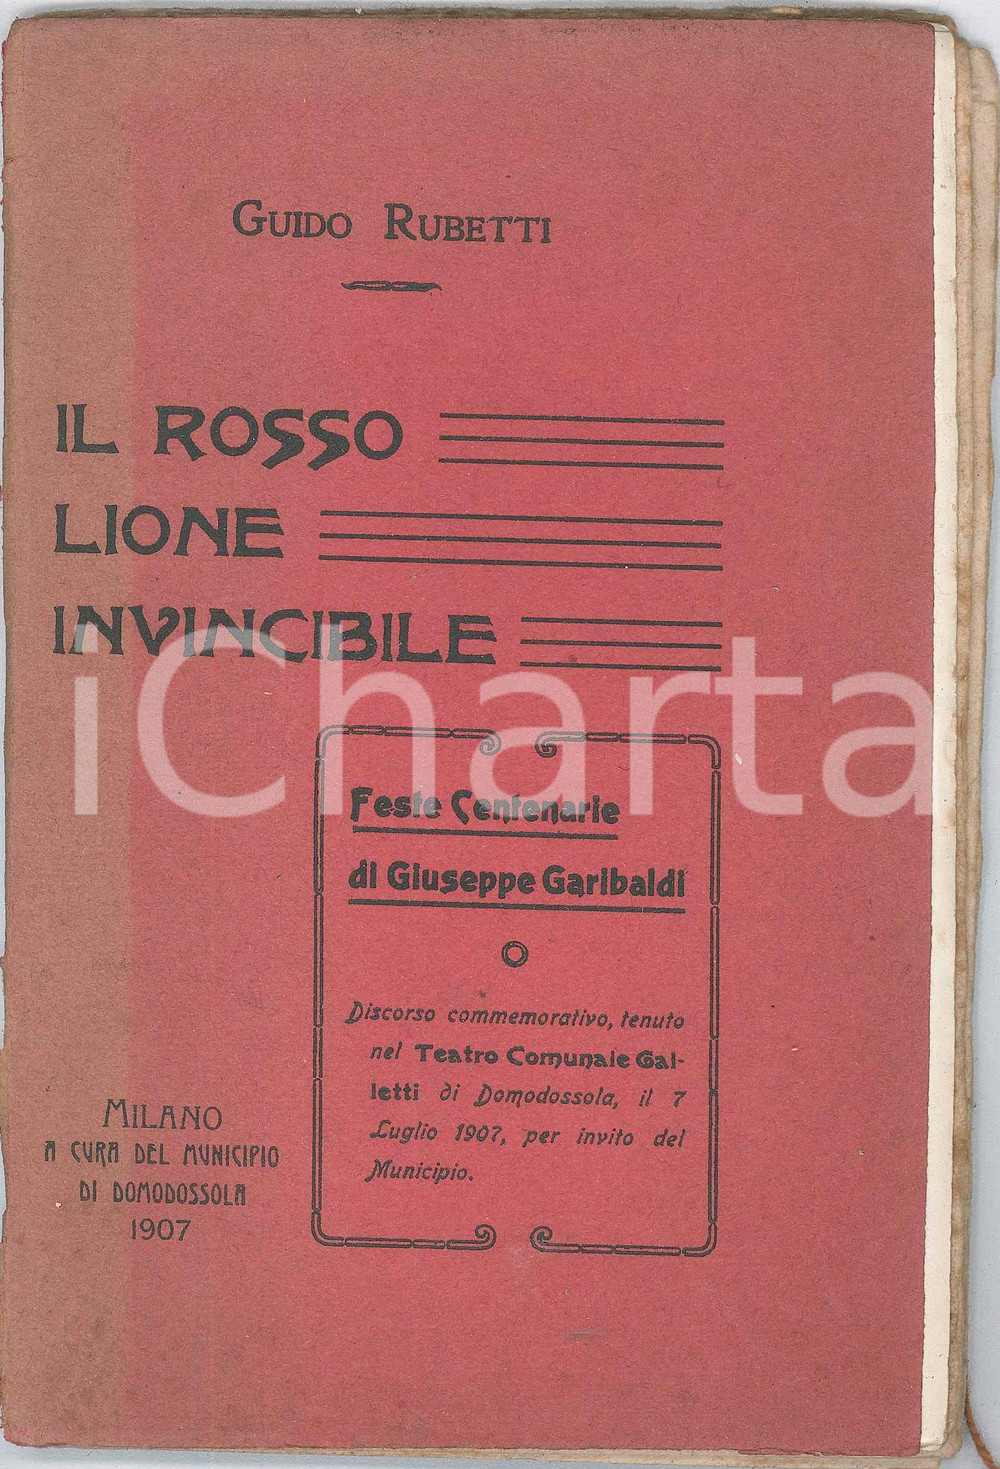 GUIDO RUBETTI
IL ROSSO
LIONE
INVINCIBILE
iCharta
Feste Centenarie
di Giuseppe Garibaldi
Discorso commemorativo, tenuto
nel Teatro Comunale Gal-
letti di Domodossola, il 7
Luglio 1907, per invito del
Municipio.
MILANO
A CURA DEL MUNICIPIO
DI DOMODOSSOLA
1907